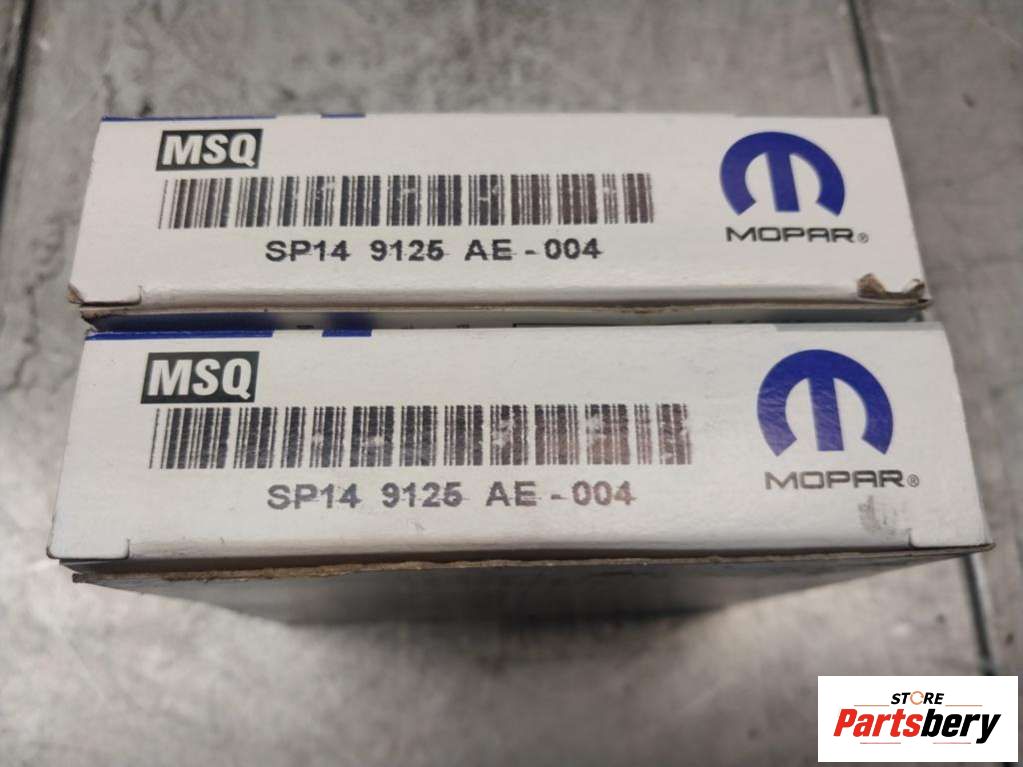 MSQ
SP14 9125 AE - 004
MOPAR®
MSQ
SP14 9125 AE - 004
MOPAR®
STORE
Partsbery